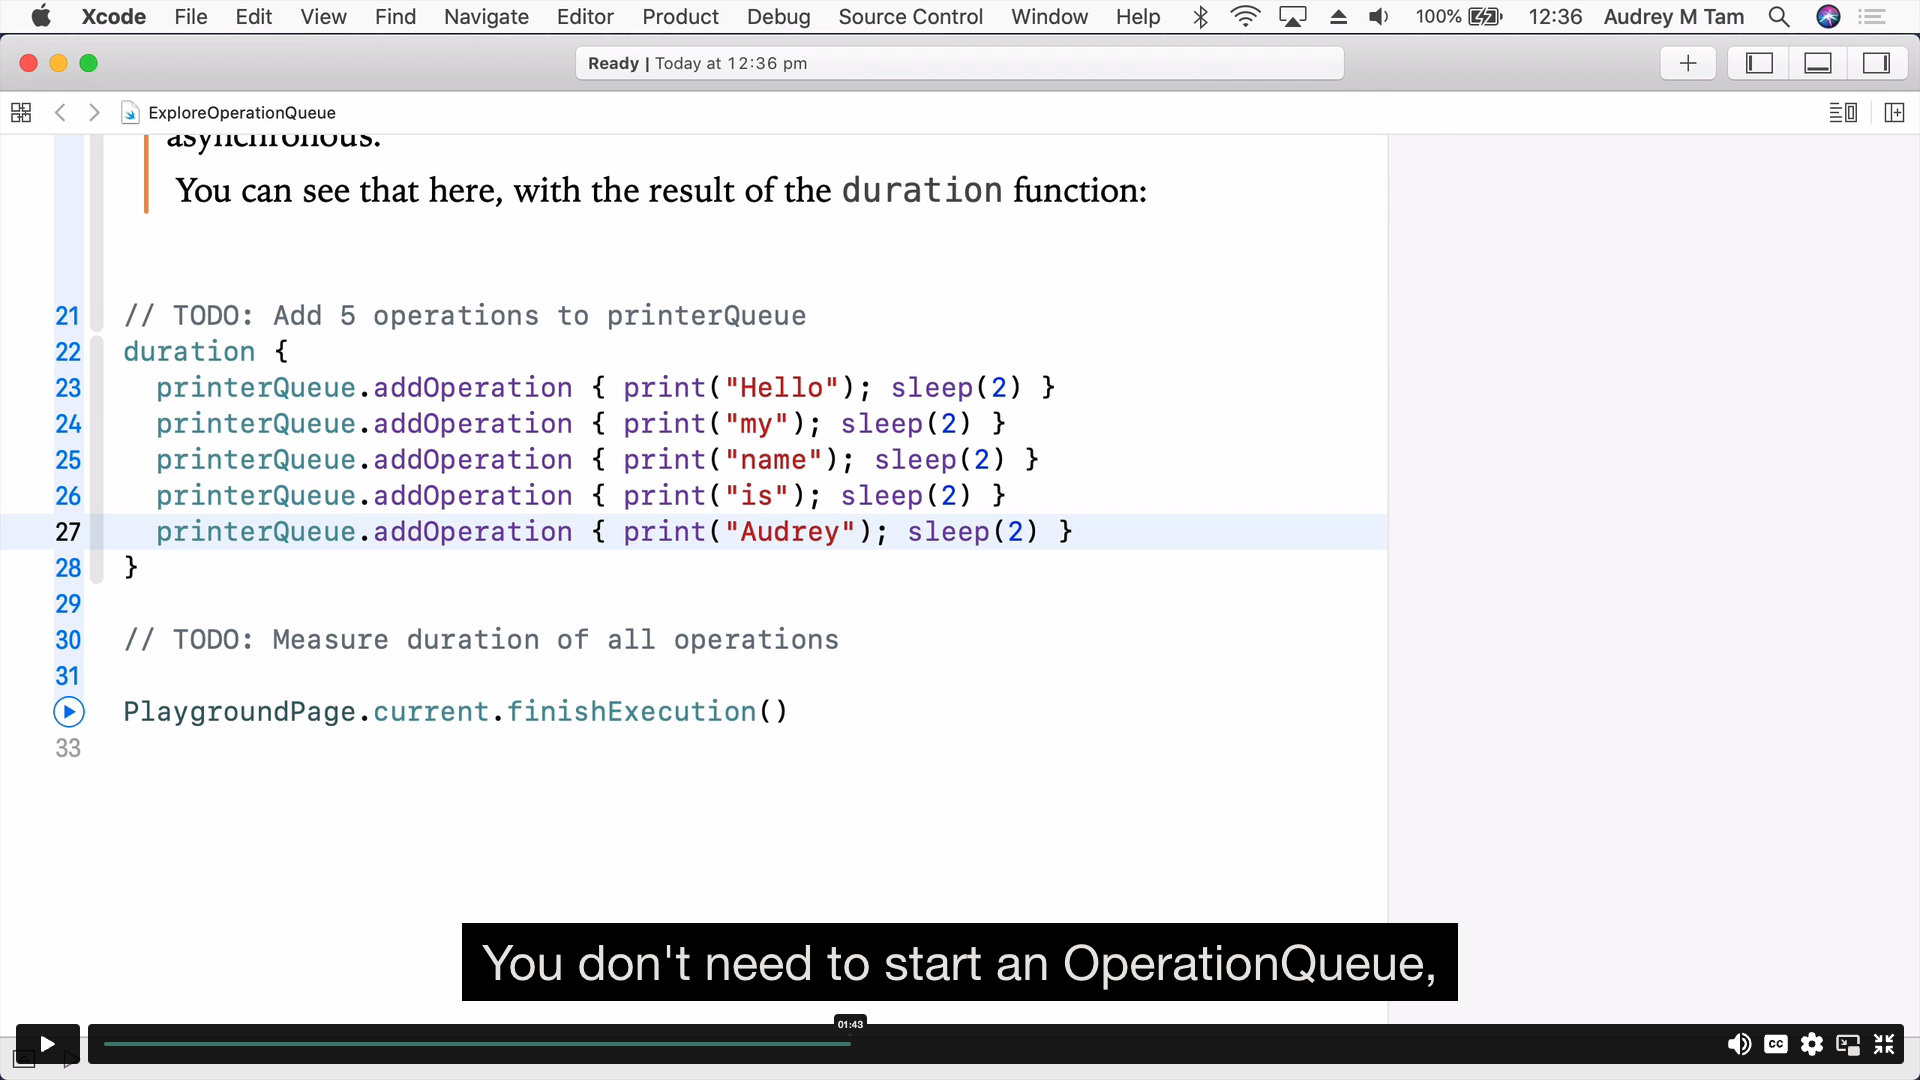 Xcode File Edit View Find Navigate Editor Product Debug Source Control Window Help 100% 12:36 Audrey M Tam
Ready | Today at 12:36 pm
ExploreOperationQueue
asynchronous.
You can see that here, with the result of the duration function:
21 // TODO: Add 5 operations to printerQueue
22 duration {
23 printerQueue.addOperation { print("Hello"); sleep(2) }
24 printerQueue.addOperation { print("my"); sleep(2) }
25 printerQueue.addOperation { print("name"); sleep(2) }
26 printerQueue.addOperation { print("is"); sleep(2) }
27 printerQueue.addOperation { print("Audrey"); sleep(2) }
28 }
29
30 // TODO: Measure duration of all operations
31
PlaygroundPage.current.finishExecution()
33
You don't need to start an OperationQueue,
01:43
CC